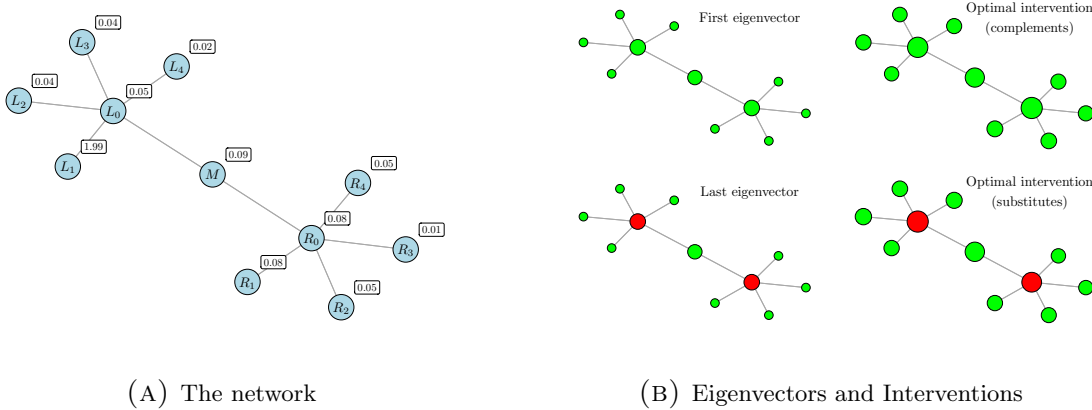 0.04
L3
0.02
L4
0.04
L2
0.05
L0
1.99
L1
0.09
M
0.05
R4
0.08
R0
0.01
R3
0.08
R1
0.05
R2
(A) The network
First eigenvector
Optimal intervention
(complements)
Last eigenvector
Optimal intervention
(substitutes)
(B) Eigenvectors and Interventions